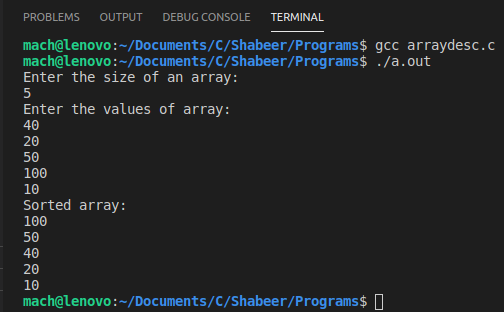 PROBLEMS OUTPUT DEBUG CONSOLE TERMINAL
mach@lenovo:~/Documents/C/Shabeer/Programs$ gcc arraydesc.c
mach@lenovo:~/Documents/C/Shabeer/Programs$ ./a.out
Enter the size of an array:
5
Enter the values of array:
40
20
50
100
10
Sorted array:
100
50
40
20
10
mach@lenovo:~/Documents/C/Shabeer/Programs$